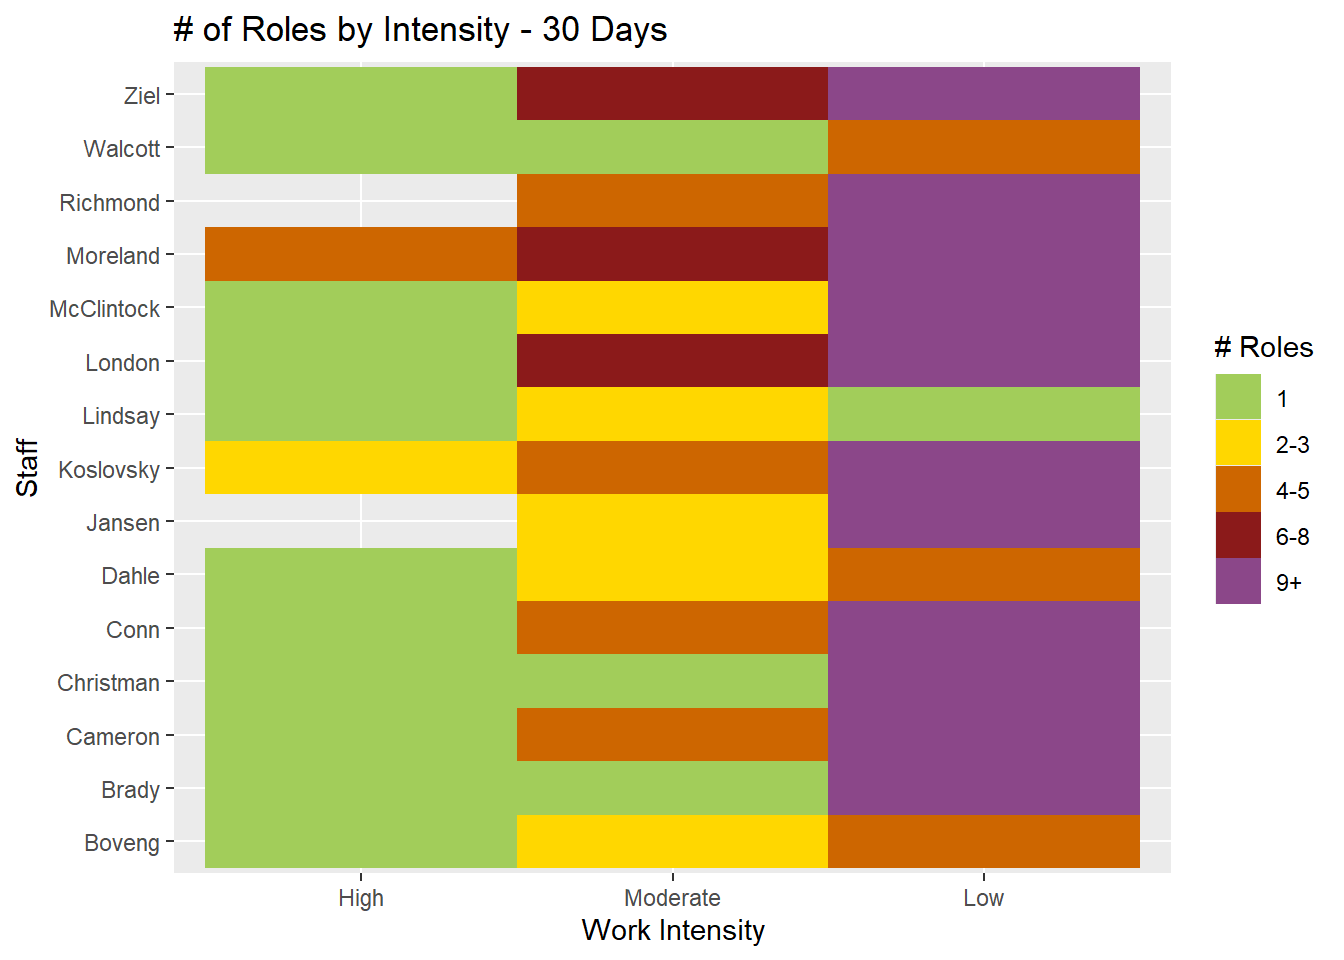 # of Roles by Intensity - 30 Days
Ziel
Walcott
Richmond
Moreland
McClintock
London
Lindsay
Koslovsky
Jansen
Dahle
Conn
Christman
Cameron
Brady
Boveng
Staff
High
Moderate
Low
Work Intensity
# Roles
1
2-3
4-5
6-8
9+